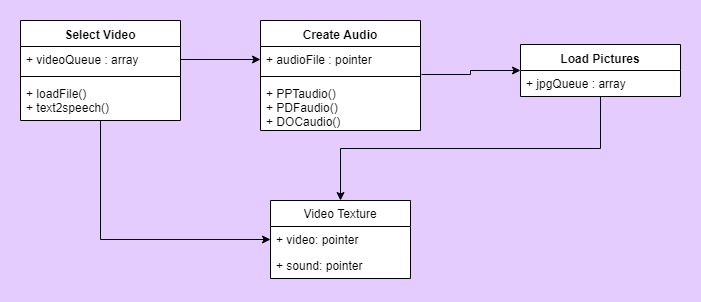 Select Video
+ videoQueue : array
+ loadFile()
+ text2speech()
Create Audio
+ audioFile : pointer
+ PPTaudio()
+ PDFaudio()
+ DOCaudio()
Load Pictures
+ jpgQueue : array
Video Texture
+ video: pointer
+ sound: pointer